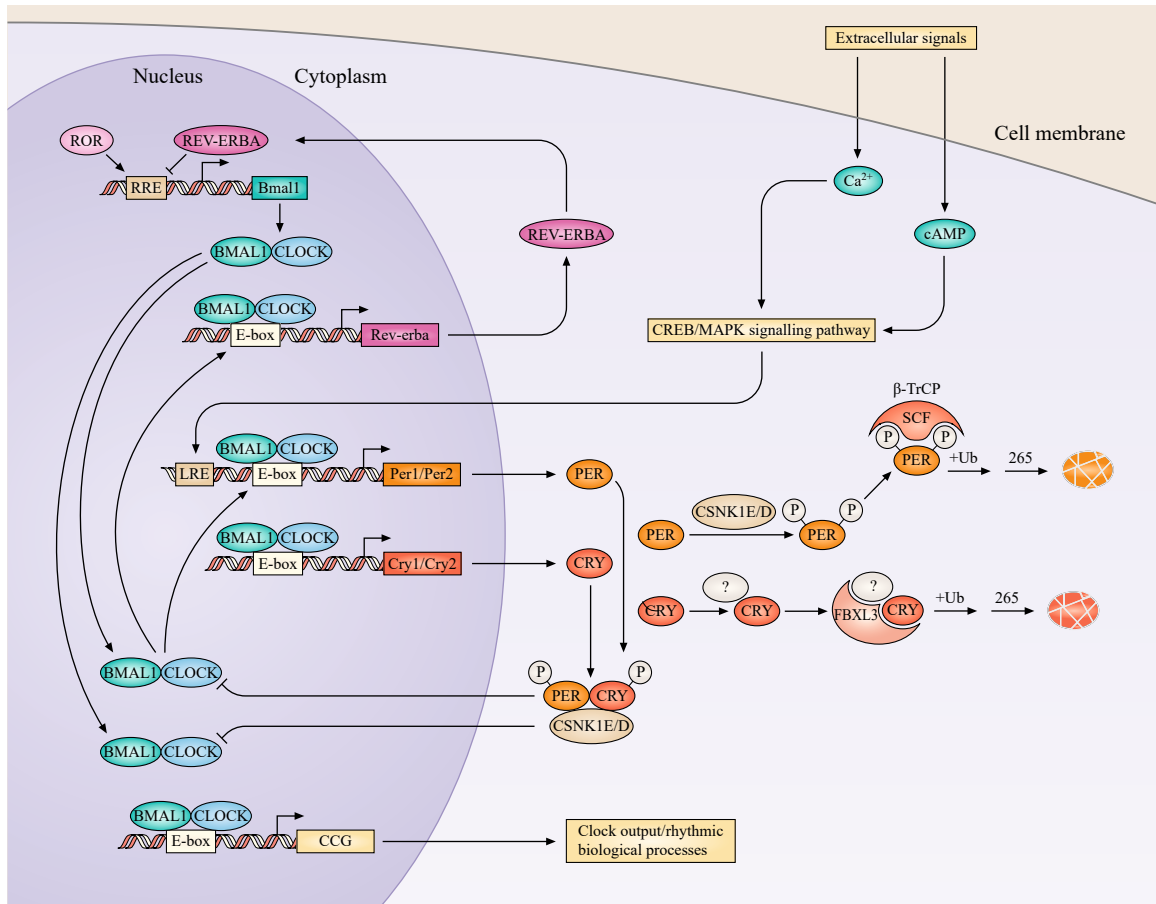 Extracellular signals
Nucleus
Cytoplasm
Cell membrane
ROR
REV-ERBA
RRE
Bmal1
Ca2+
REV-ERBA
cAMP
BMAL1
CLOCK
BMAL1
CLOCK
E-box
Rev-erba
CREB/MAPK signalling pathway
β-TrCP
SCF
P
P
PER
+Ub
265
BMAL1
CLOCK
LRE
E-box
Per1/Per2
PER
CSNK1E/D
P
P
PER
PER
BMAL1
CLOCK
E-box
Cry1/Cry2
CRY
?
?
CRY
CRY
FBXL3
CRY
+Ub
265
BMAL1
CLOCK
P
P
PER
CRY
CSNK1E/D
BMAL1
CLOCK
BMAL1
CLOCK
E-box
CCG
Clock output/rhythmic
biological processes